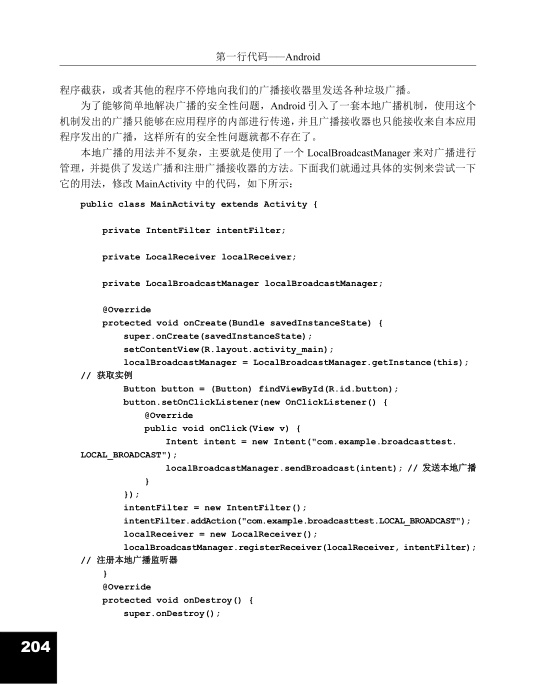 第一行代码——Android
程序截获，或者其他的程序不停地向我们的广播接收器里发送各种垃圾广播。
为了能够简单地解决广播的安全性问题，Android 引入了一套本地广播机制，使用这个
机制发出的广播只能够在应用程序的内部进行传递，并且广播接收器也只能接收来自本应用
程序发出的广播，这样所有的安全性问题就都不存在了。
本地广播的用法并不复杂，主要就是使用了一个 LocalBroadcastManager 来对广播进行
管理，并提供了发送广播和注册广播接收器的方法。下面我们就通过具体的实例来尝试一下
它的用法，修改 MainActivity 中的代码，如下所示：
public class MainActivity extends Activity {
private IntentFilter intentFilter;
private LocalReceiver localReceiver;
private LocalBroadcastManager localBroadcastManager;
@Override
protected void onCreate(Bundle savedInstanceState) {
super.onCreate(savedInstanceState);
setContentView(R.layout.activity_main);
localBroadcastManager = LocalBroadcastManager.getInstance(this);
// 获取实例
Button button = (Button) findViewById(R.id.button);
button.setOnClickListener(new OnClickListener() {
@Override
public void onClick(View v) {
Intent intent = new Intent("com.example.broadcasttest.
LOCAL_BROADCAST");
localBroadcastManager.sendBroadcast(intent); // 发送本地广播
}
});
intentFilter = new IntentFilter();
intentFilter.addAction("com.example.broadcasttest.LOCAL_BROADCAST");
localReceiver = new LocalReceiver();
localBroadcastManager.registerReceiver(localReceiver, intentFilter);
// 注册本地广播监听器
}
@Override
protected void onDestroy() {
super.onDestroy();
204